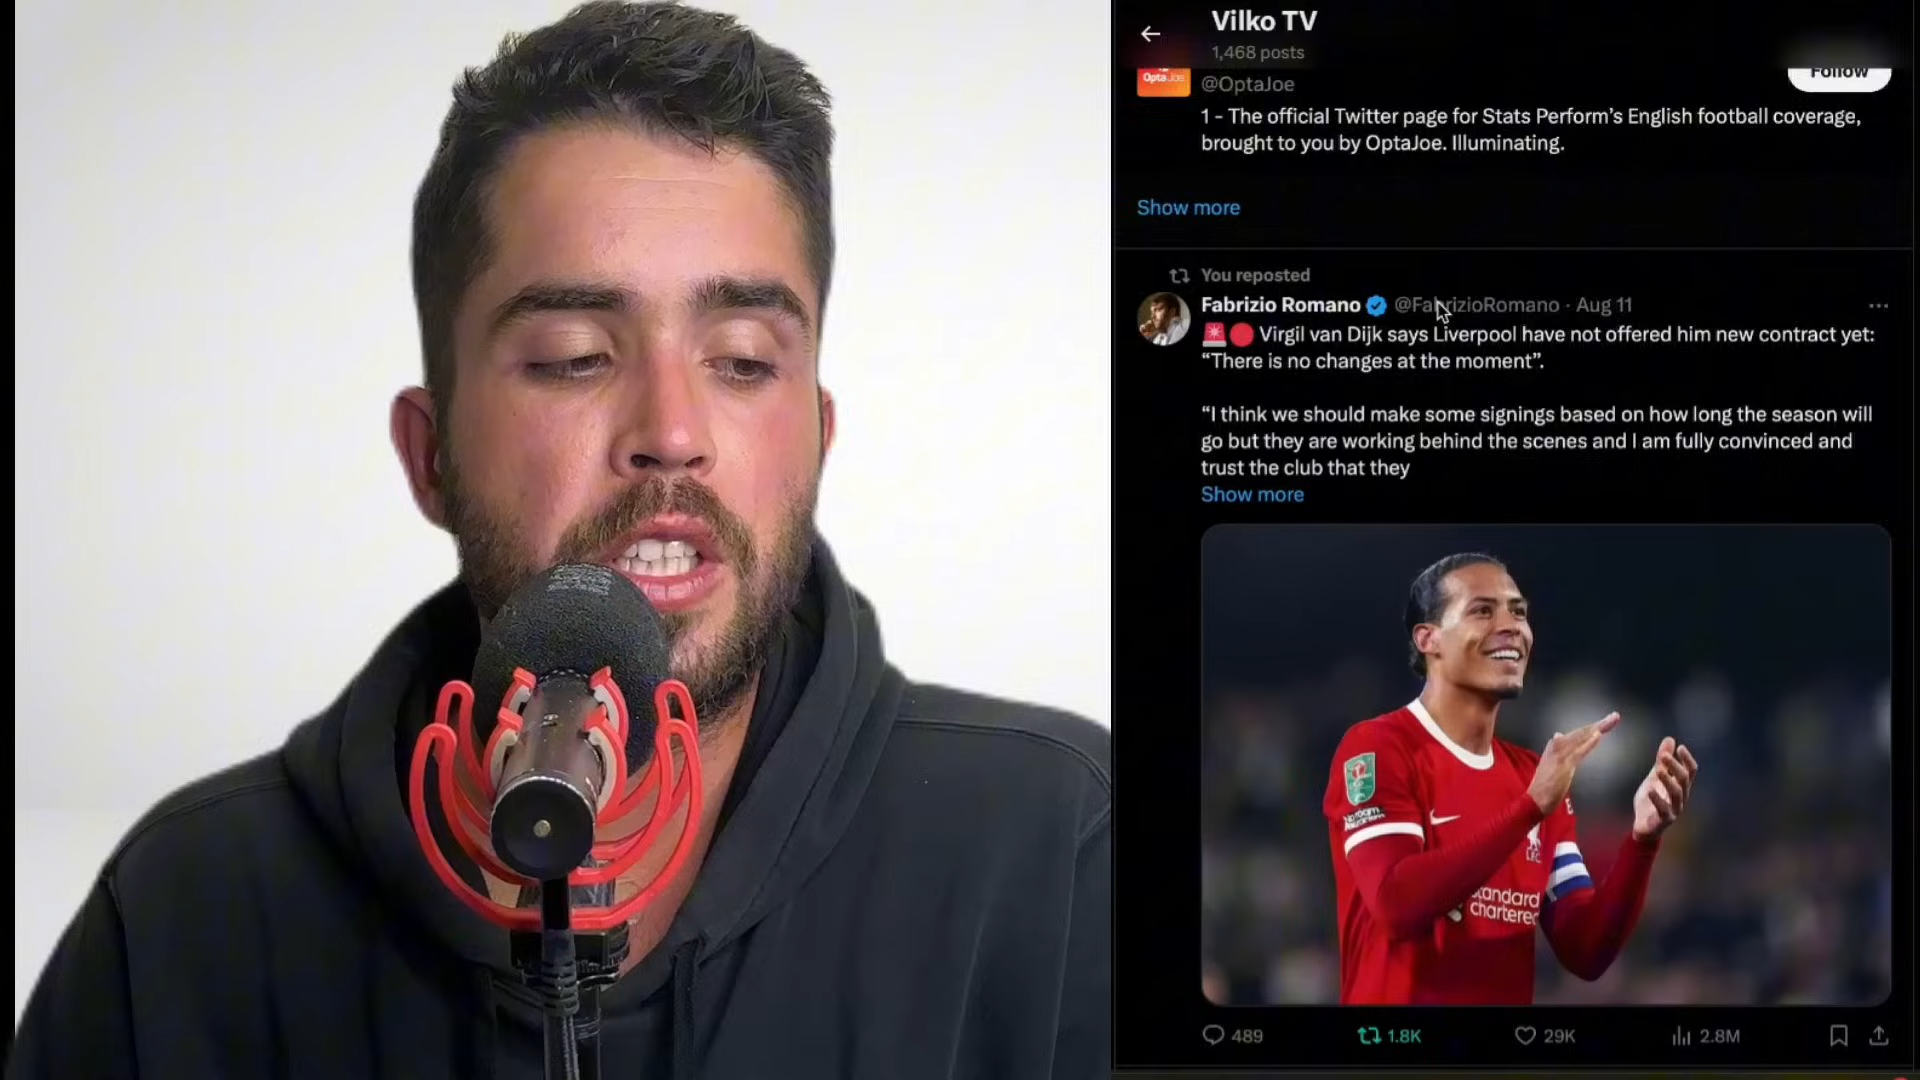 Vilko TV
1,468 posts
OptaJoe
Follow
@OptaJoe
1 - The official Twitter page for Stats Perform’s English football coverage,
brought to you by OptaJoe. Illuminating.
Show more
You reposted
Fabrizio Romano @FabrizioRomano · Aug 11
🚨🔴 Virgil van Dijk says Liverpool have not offered him new contract yet:
“There is no changes at the moment”.
“I think we should make some signings based on how long the season will
go but they are working behind the scenes and I am fully convinced and
trust the club that they
Show more
standard
chartered
489 1.8K 29K 2.8M